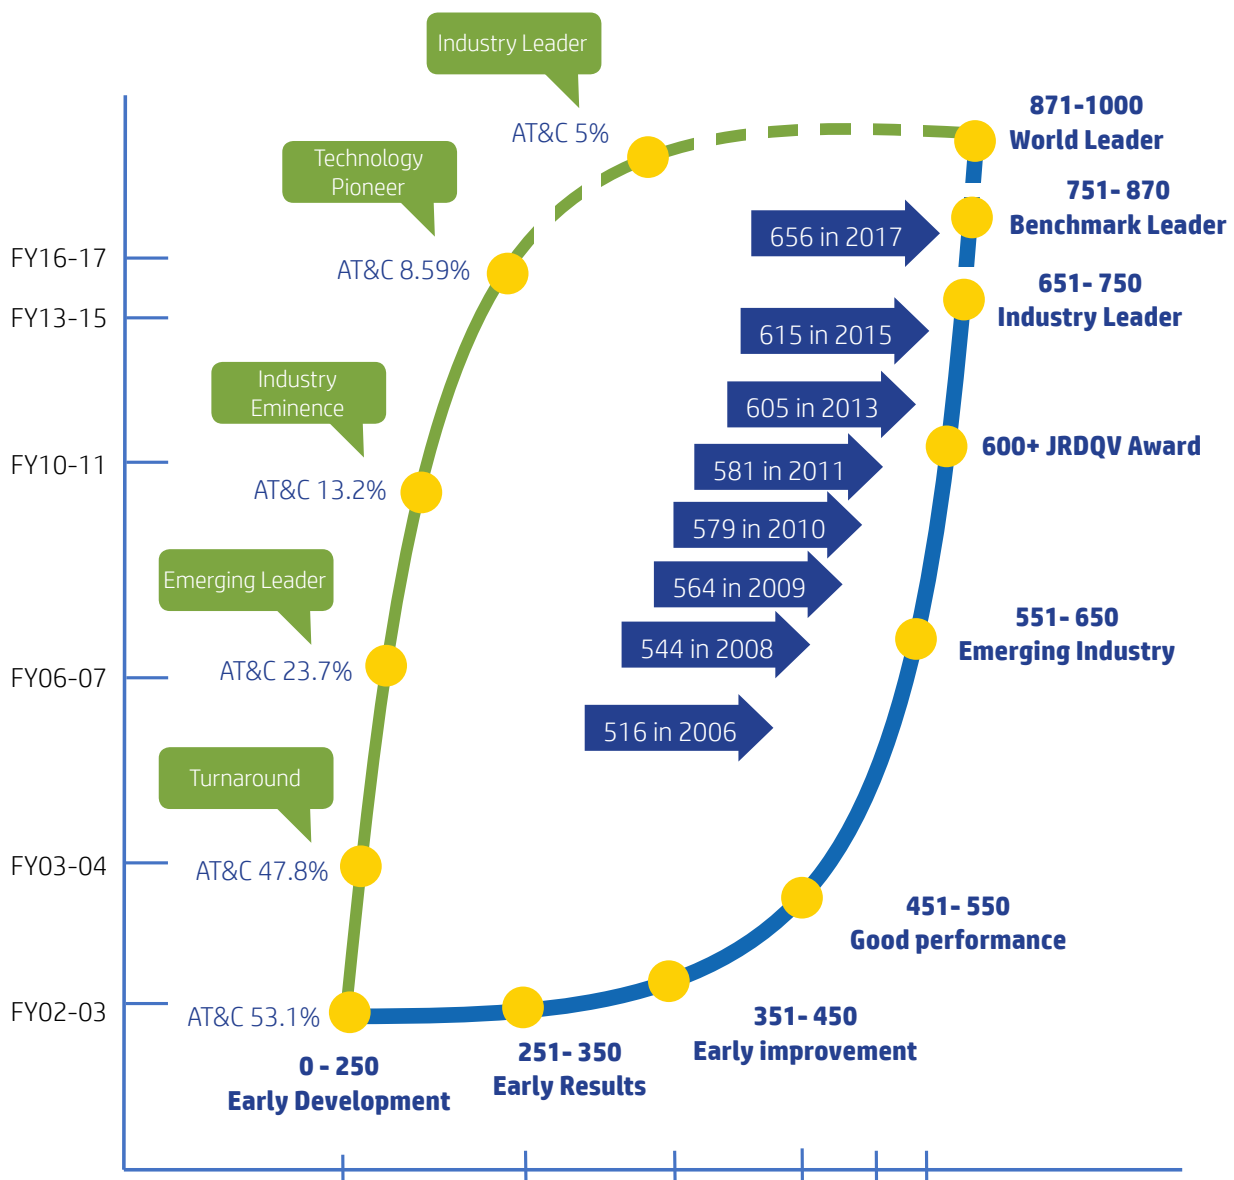 Industry Leader
AT&C 5%
871-1000
World Leader
Technology
Pioneer
751- 870
Benchmark Leader
656 in 2017
FY16-17
AT&C 8.59%
651- 750
Industry Leader
FY13-15
615 in 2015
Industry
Eminence
605 in 2013
600+ JRDQV Award
FY10-11
581 in 2011
AT&C 13.2%
579 in 2010
Emerging Leader
564 in 2009
551- 650
Emerging Industry
544 in 2008
AT&C 23.7%
FY06-07
516 in 2006
Turnaround
FY03-04
AT&C 47.8%
451- 550
Good performance
FY02-03
AT&C 53.1%
351- 450
Early improvement
251- 350
Early Results
0 - 250
Early Development